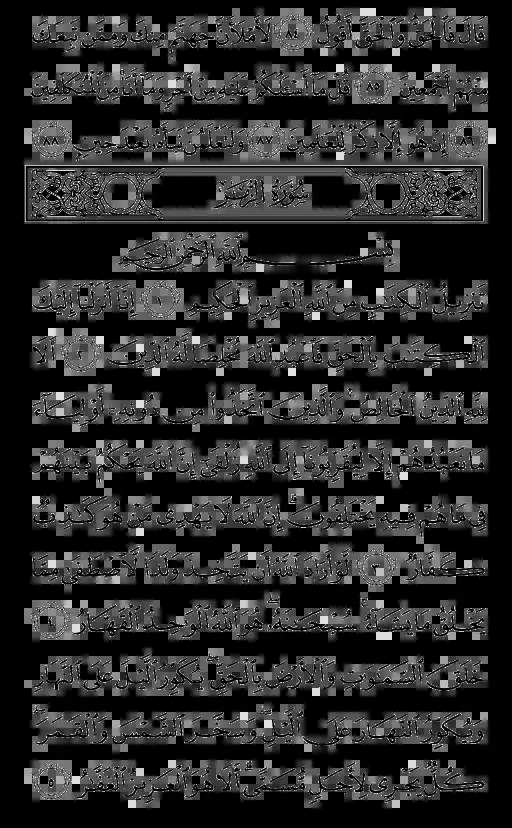 قَالَ فَٱلْحَقُّ وَٱلْحَقَّ أَقُولُ ٨٤ لَأَمْلَأَنَّ جَهَنَّمَ مِنكَ وَمِمَّن تَبِعَكَ
مِنْهُمْ أَجْمَعِينَ ٨٥ قُلْ مَآ أَسْـَٔلُكُمْ عَلَيْهِ مِنْ أَجْرٍ وَمَآ أَنَا۠ مِنَ ٱلْمُتَكَلِّفِينَ
٨٦ إِنْ هُوَ إِلَّا ذِكْرٌ لِّلْعَٰلَمِينَ ٨٧ وَلَتَعْلَمُنَّ نَبَأَهُۥ بَعْدَ حِينٍۭ ٨٨
سُورَةُ الزُّمَرِ
بِسْمِ ٱللَّهِ ٱلرَّحْمَٰنِ ٱلرَّحِيمِ
تَنزِيلُ ٱلْكِتَٰبِ مِنَ ٱللَّهِ ٱلْعَزِيزِ ٱلْحَكِيمِ ١ إِنَّآ أَنزَلْنَآ إِلَيْكَ
ٱلْكِتَٰبَ بِٱلْحَقِّ فَٱعْبُدِ ٱللَّهَ مُخْلِصًا لَّهُ ٱلدِّينَ ٢ أَلَا
لِلَّهِ ٱلدِّينُ ٱلْخَالِصُ وَٱلَّذِينَ ٱتَّخَذُوا۟ مِن دُونِهِۦٓ أَوْلِيَآءَ
مَا نَعْبُدُهُمْ إِلَّا لِيُقَرِّبُونَآ إِلَى ٱللَّهِ زُلْفَىٰٓ إِنَّ ٱللَّهَ يَحْكُمُ بَيْنَهُمْ
فِى مَا هُمْ فِيهِ يَخْتَلِفُونَ إِنَّ ٱللَّهَ لَا يَهْدِى مَنْ هُوَ كَٰذِبٌ
كَفَّارٌ ٣ لَّوْ أَرَادَ ٱللَّهُ أَن يَتَّخِذَ وَلَدًا لَّٱصْطَفَىٰ مِمَّا
يَخْلُقُ مَا يَشَآءُ سُبْحَٰنَهُۥ هُوَ ٱللَّهُ ٱلْوَٰحِدُ ٱلْقَهَّارُ ٤
خَلَقَ ٱلسَّمَٰوَٰتِ وَٱلْأَرْضَ بِٱلْحَقِّ يُكَوِّرُ ٱلَّيْلَ عَلَى ٱلنَّهَارِ
وَيُكَوِّرُ ٱلنَّهَارَ عَلَى ٱلَّيْلِ وَسَخَّرَ ٱلشَّمْسَ وَٱلْقَمَرَ
كُلٌّ يَجْرِى لِأَجَلٍ مُّسَمًّى أَلَا هُوَ ٱلْعَزِيزُ ٱلْغَفَّٰرُ ٥